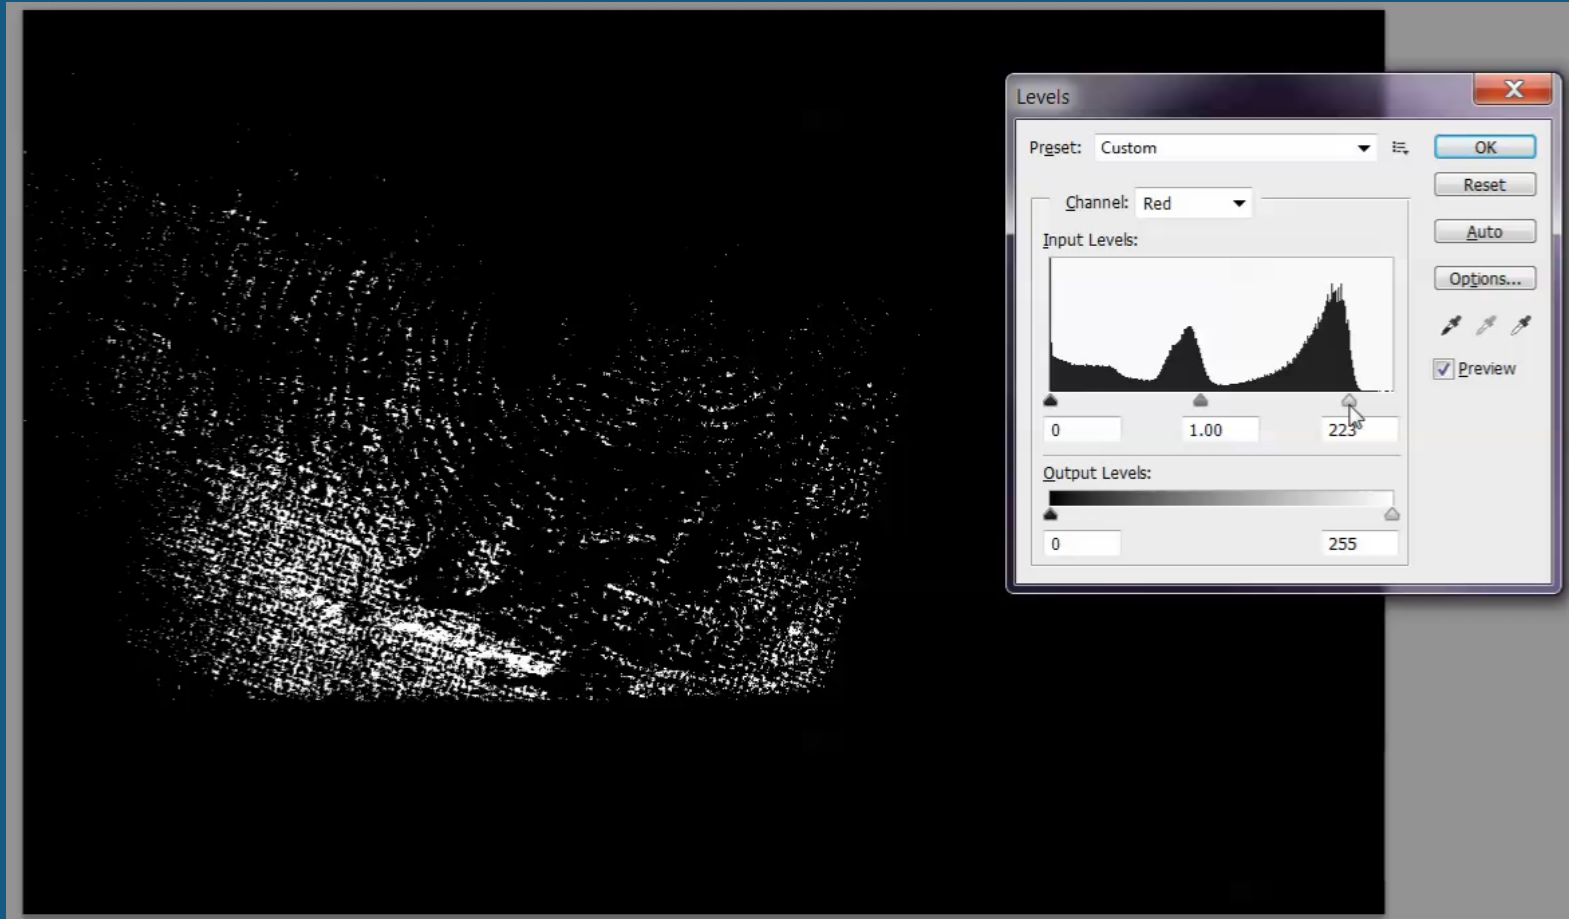 Levels
Preset: Custom
OK
Reset
Channel: Red
Auto
Input Levels:
Options...
Preview
0 1.00 223
Output Levels:
0 255